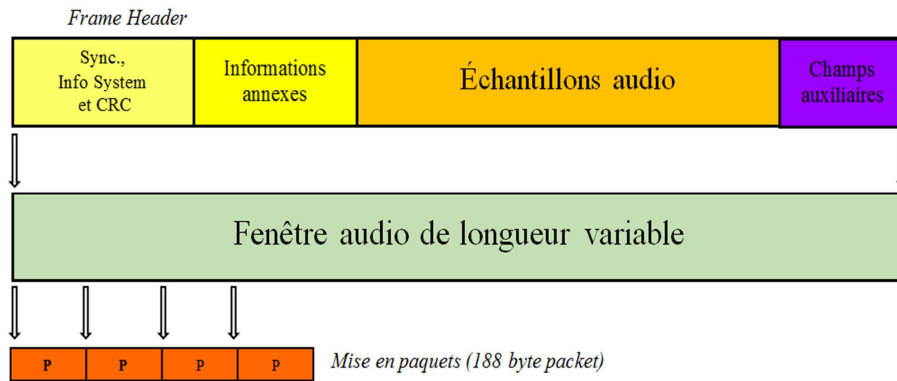 Frame Header
Sync.,
Info System
et CRC
Informations
annexes
Échantillons audio
Champs
auxiliaires
Fenêtre audio de longueur variable
P
P
P
P
Mise en paquets (188 byte packet)